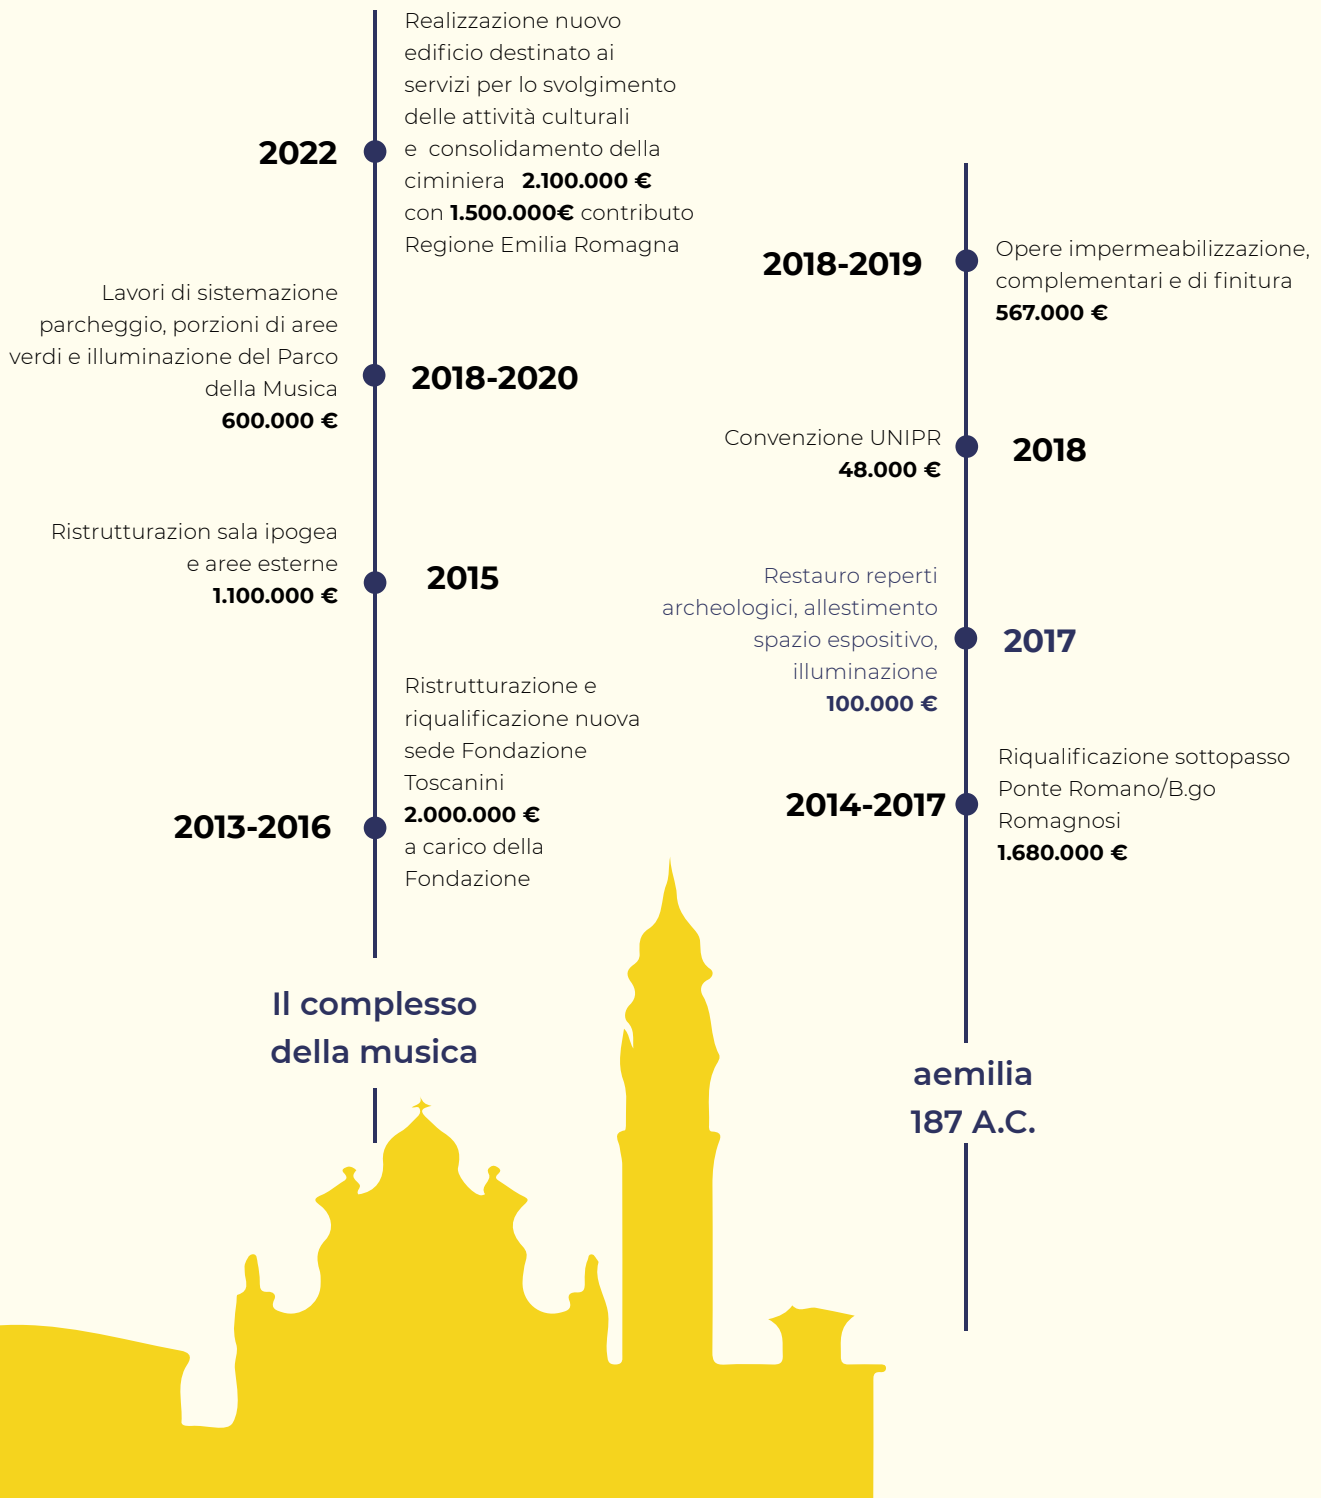 Realizzazione nuovo
edificio destinato ai
servizi per lo svolgimento
delle attività culturali
e consolidamento della
ciminiera 2.100.000 €
con 1.500.000€ contributo
Regione Emilia Romagna
2022
Lavori di sistemazione
parcheggio, porzioni di aree
verdi e illuminazione del Parco
della Musica
600.000 €
2018-2020
Ristrutturazion sala ipogea
e aree esterne
1.100.000 €
2015
Ristrutturazione e
riqualificazione nuova
sede Fondazione
Toscanini
2.000.000 €
a carico della
Fondazione
2013-2016
Il complesso
della musica
2018-2019
Opere impermeabilizzazione,
complementari e di finitura
567.000 €
Convenzione UNIPR
48.000 €
2018
Restauro reperti
archeologici, allestimento
spazio espositivo,
illuminazione
100.000 €
2017
Riqualificazione sottopasso
Ponte Romano/B.go
Romagnosi
1.680.000 €
2014-2017
aemilia
187 A.C.